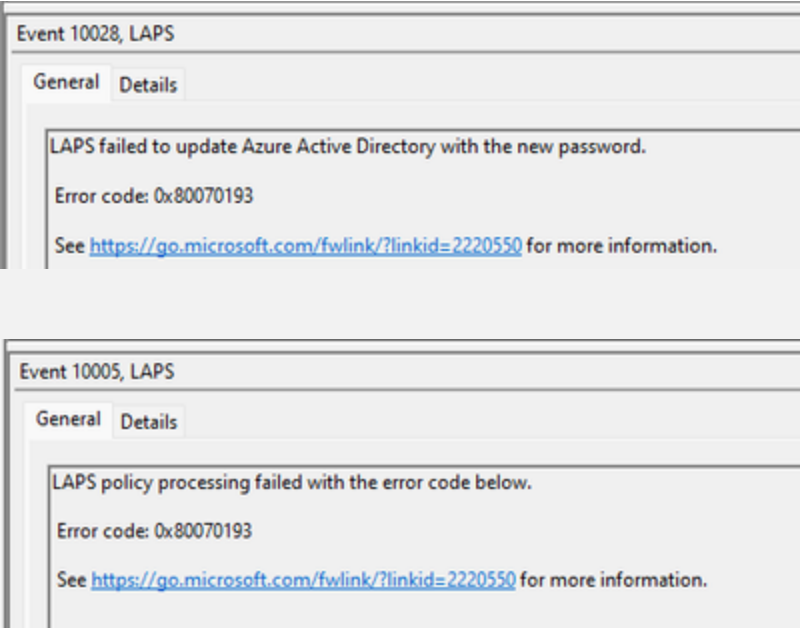 Event 10028, LAPS
General Details
LAPS failed to update Azure Active Directory with the new password.
Error code: 0x80070193
See https://go.microsoft.com/fwlink/?linkid=2220550 for more information.
Event 10005, LAPS
General Details
LAPS policy processing failed with the error code below.
Error code: 0x80070193
See https://go.microsoft.com/fwlink/?linkid=2220550 for more information.